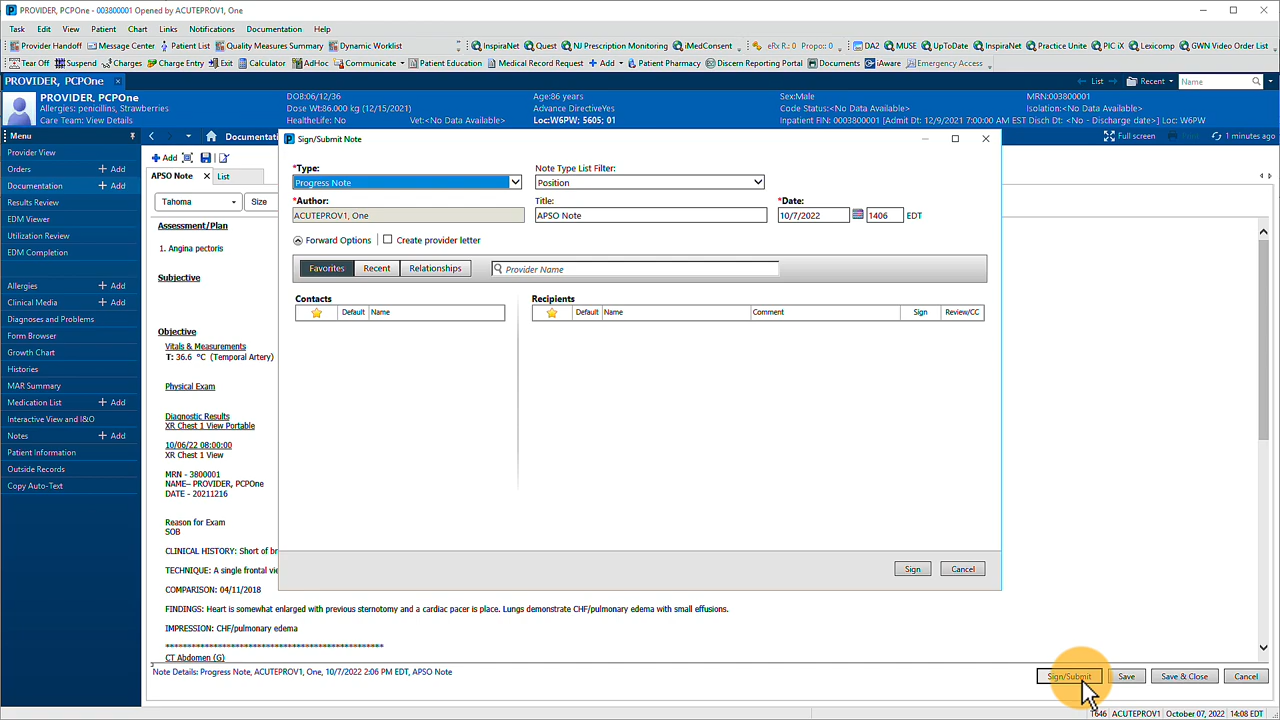 PROVIDER, PCPOne - 003800001 Opened by ACUTEPROV1, One
Task Edit View Patient Chart Links Notifications Documentation Help
Provider Handoff Message Center Patient List Quality Measures Summary Dynamic Worklist InspiraNet Quest NJ Prescription Monitoring iMedConsent eRx R.: 0 Propo:: 0 DA2 MUSE UpToDate InspiraNet Practice Unite PIC iX Lexicomp GWN Video Order List
Tear Off Suspend Charges Charge Entry Exit Calculator AdHoc Communicate Patient Education Medical Record Request Add Patient Pharmacy Discern Reporting Portal Documents iAware Emergency Access
PROVIDER, PCPOne × List Recent Name
PROVIDER, PCPOne DOB:06/12/36 Age:86 years Sex:Male MRN:003800001
Allergies: penicillins, Strawberries Dose Wt:86.000 kg (12/15/2021) Advance DirectiveYes Code Status:<No Data Available> Isolation:<No Data Available>
Care Team: View Details HealtheLife: No Vet:<No Data Available> Loc:W6PW; 5605; 01 Inpatient FIN: 0003800001 [Admit Dt: 12/9/2021 7:00:00 AM EST Disch Dt: <No - Discharge date>] Loc: W6PW
Menu
Documentati
Full screen
1 minutes ago
Provider View
Orders + Add
Documentation + Add
Results Review
EDM Viewer
Utilization Review
EDM Completion
Allergies + Add
Clinical Media + Add
Diagnoses and Problems
Form Browser
Growth Chart
Histories
MAR Summary
Medication List + Add
Interactive View and I&O
Notes + Add
Patient Information
Outside Records
Copy Auto-Text
Add
APSO Note × List
Tahoma Size
Assessment/Plan
1. Angina pectoris
Subjective
Objective
Vitals & Measurements
T: 36.6 °C (Temporal Artery)
Physical Exam
Diagnostic Results
XR Chest 1 View Portable
10/06/22 08:00:00
XR Chest 1 View
MRN - 3800001
NAME-- PROVIDER, PCPOne
DATE - 20211216
Reason for Exam
SOB
CLINICAL HISTORY: Short of br
TECHNIQUE: A single frontal vie
COMPARISON: 04/11/2018
FINDINGS: Heart is somewhat enlarged with previous sternotomy and a cardiac pacer is place. Lungs demonstrate CHF/pulmonary edema with small effusions.
IMPRESSION: CHF/pulmonary edema
CT Abdomen (G)
Sign/Submit Note
*Type: Note Type List Filter:
Progress Note Position
*Author: Title: *Date:
ACUTEPROV1, One APSO Note 10/7/2022 1406 EDT
Forward Options Create provider letter
Favorites Recent Relationships Provider Name
Contacts Recipients
Default Name Default Name Comment Sign Review/CC
Sign Cancel
Note Details: Progress Note, ACUTEPROV1, One, 10/7/2022 2:06 PM EDT, APSO Note
Sign/Submit Save Save & Close Cancel
1646 ACUTEPROV1 October 07, 2022 14:08 EDT